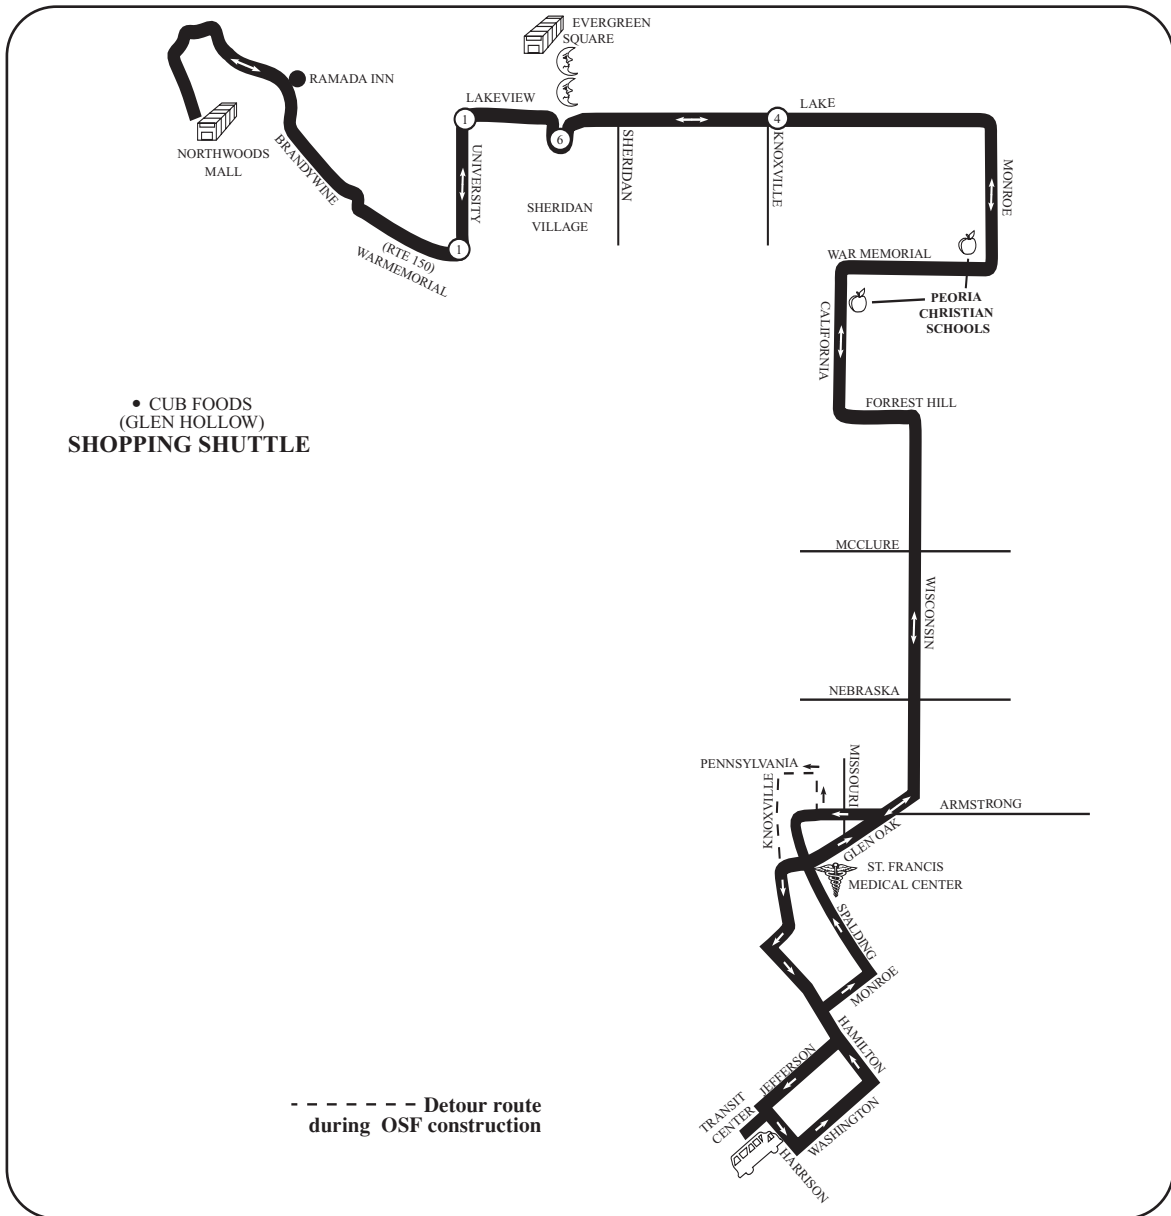 EVERGREEN
SQUARE
RAMADA INN
LAKEVIEW
LAKE
1
4
6
NORTHWOODS
MALL
BRANDYWINE
UNIVERSITY
SHERIDAN
KNOXVILLE
MONROE
SHERIDAN
VILLAGE
1
(RTE 150)
WARMEMORIAL
WAR MEMORIAL
PEORIA
CHRISTIAN
SCHOOLS
CALIFORNIA
• CUB FOODS
(GLEN HOLLOW)
SHOPPING SHUTTLE
FORREST HILL
MCCLURE
WISCONSIN
NEBRASKA
PENNSYLVANIA
MISSOURI
KNOXVILLE
ARMSTRONG
GLEN OAK
ST. FRANCIS
MEDICAL CENTER
SPALDING
MONROE
HAMILTON
JEFFERSON
TRANSIT
CENTER
WASHINGTON
HARRISON
Detour route
during OSF construction